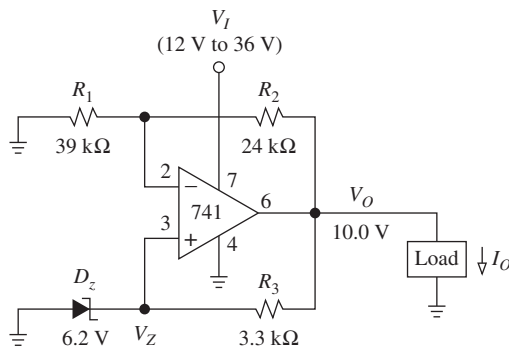 V_I
(12 V to 36 V)
R_1
R_2
39 kΩ
24 kΩ
2
7
−
741
6
3
+
4
V_O
10.0 V
Load
I_O
D_z
R_3
6.2 V
V_Z
3.3 kΩ